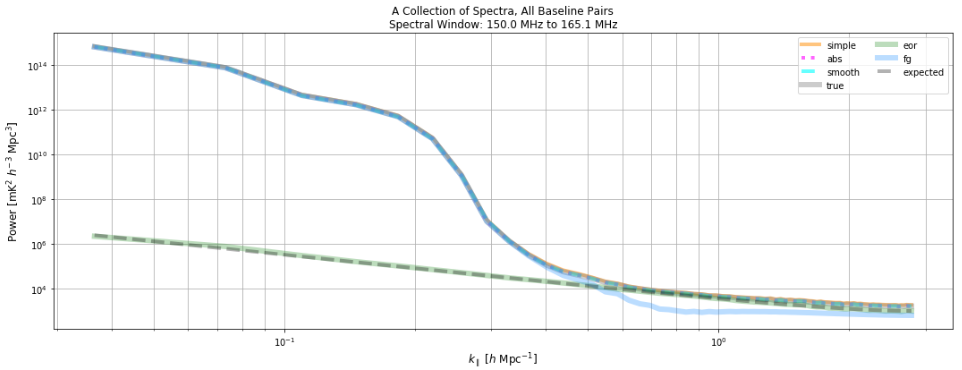 A Collection of Spectra, All Baseline Pairs
Spectral Window: 150.0 MHz to 165.1 MHz
Power [mK² h⁻³ Mpc³]
10¹⁴
10¹²
10¹⁰
10⁸
10⁶
10⁴
simple
abs
smooth
true
eor
fg
expected
10⁻¹
10⁰
k∥ [h Mpc⁻¹]